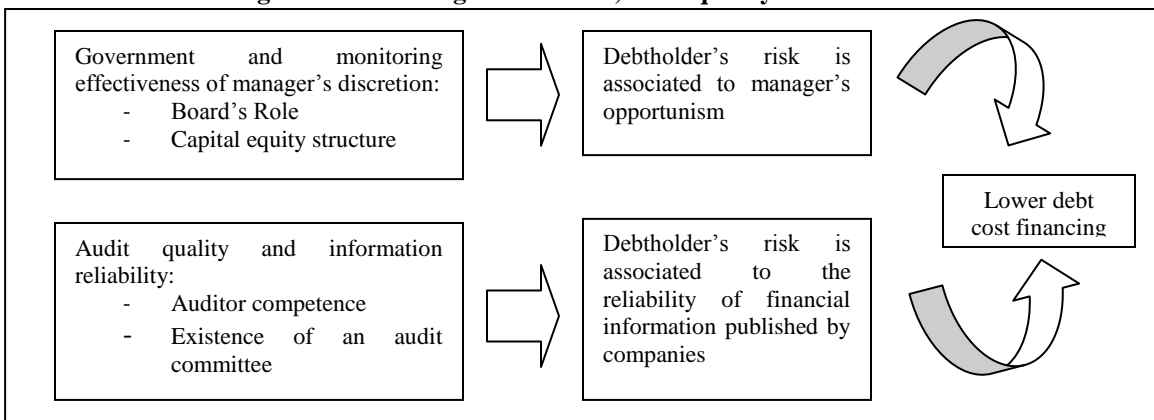 Government and monitoring
effectiveness of manager's discretion:
- Board's Role
- Capital equity structure
Debtholder's risk is
associated to manager's
opportunism
Lower debt
cost financing
Audit quality and information
reliability:
- Auditor competence
- Existence of an audit
committee
Debtholder's risk is
associated to the
reliability of financial
information published by
companies